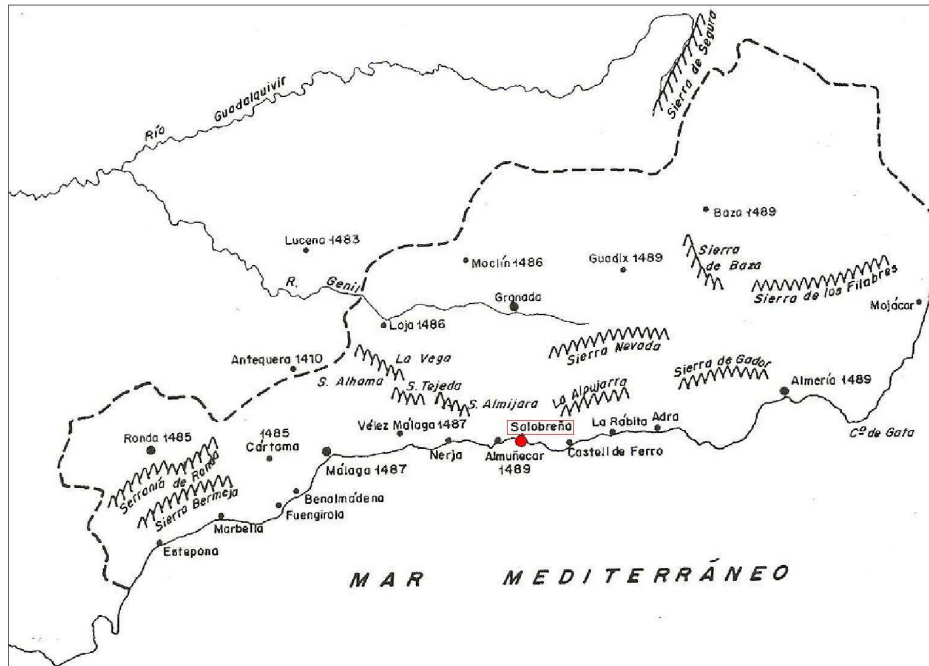 Sierra de Segura
Río Guadalquivir
Baza 1489
Lucena 1483
Sierra
de Baza
Moclín 1486
Guadix 1489
Sierra de los Filabres
R. Genil
Granada
Mojácar
Loja 1486
Sierra Nevada
La Vega
Antequera 1410
Sierra de Gador
S. Alhama
S. Tejeda
Almería 1489
La Alpujarra
S. Almijara
Vélez Málaga 1487
Salobreña
La Rábita
Adra
Cº de Gata
Ronda 1485
1485
Cártama
Málaga 1487
Nerja
Almuñecar
1489
Castell de Ferro
Serranía de Ronda
Sierra Bermeja
Benalmádena
Fuengirola
Marbella
Estepona
MAR MEDITERRÁNEO